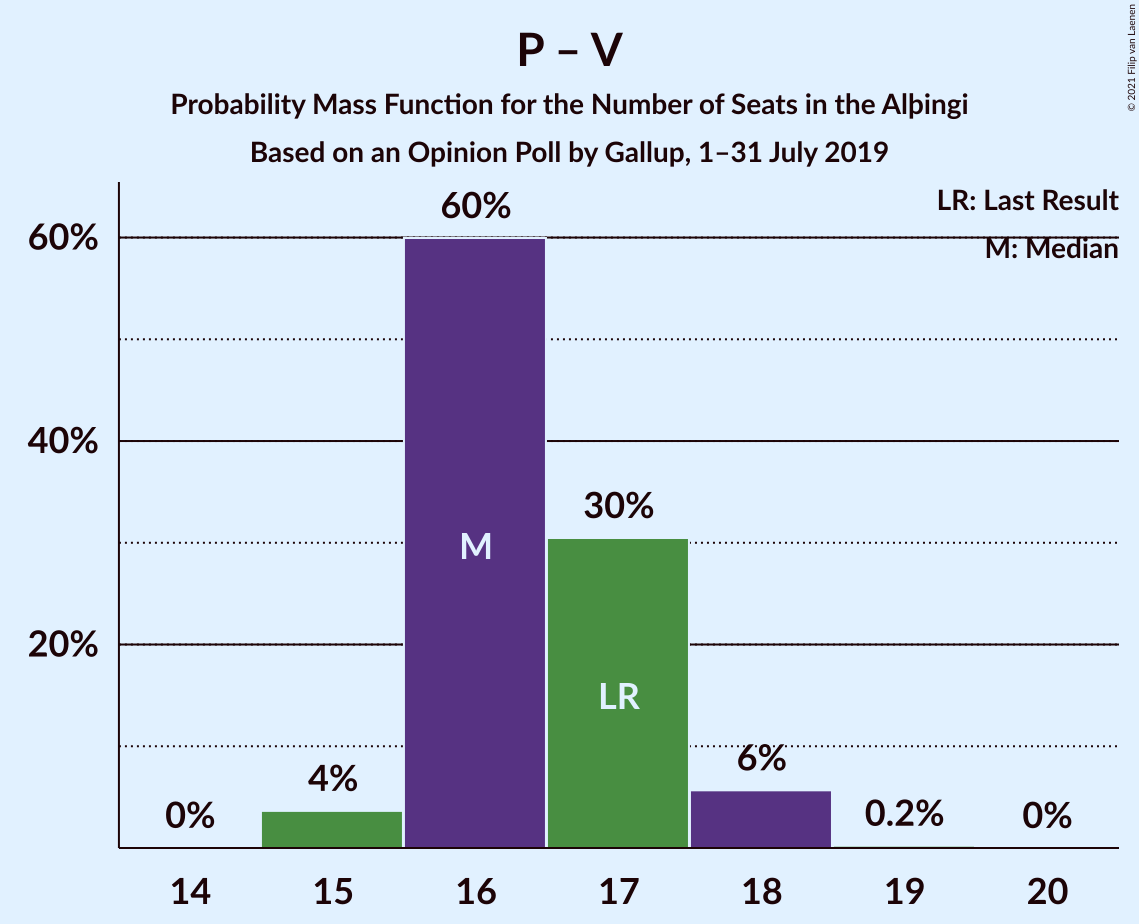 P – V
Probability Mass Function for the Number of Seats in the Alþingi
Based on an Opinion Poll by Gallup, 1–31 July 2019
© 2021 Filip van Laenen
LR: Last Result
M: Median
60%
40%
20%
0%
4%
60%
30%
6%
0.2%
0%
M
LR
14 15 16 17 18 19 20